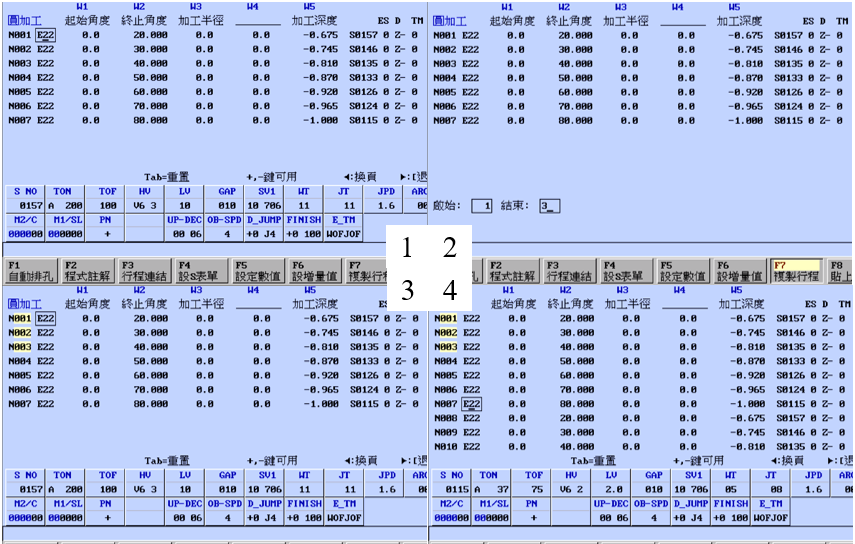 W1 W2 W3 W4 W5
圓加工 起始角度 終止角度 加工半徑 加工深度 ES D TM
N001 E22 0.0 20.000 0.0 0.0 -0.675 S0157 0 Z- 0
N002 E22 0.0 30.000 0.0 0.0 -0.745 S0146 0 Z- 0
N003 E22 0.0 40.000 0.0 0.0 -0.810 S0135 0 Z- 0
N004 E22 0.0 50.000 0.0 0.0 -0.870 S0133 0 Z- 0
N005 E22 0.0 60.000 0.0 0.0 -0.920 S0126 0 Z- 0
N006 E22 0.0 70.000 0.0 0.0 -0.965 S0124 0 Z- 0
N007 E22 0.0 80.000 0.0 0.0 -1.000 S0115 0 Z- 0
Tab=重置 +,-鍵可用 ◄:換頁 ►:[退
S NO TON TOF HV LV GAP SV1 WT JT JPD ARC
0157 A 200 100 V6 3 10 010 10 706 11 11 1.6 00
M2/C M1/SL PN UP-DEC OB-SPD D_JUMP FINISH E_TM
000000 000000 + 00 06 4 +0 J4 +0 100 WOFJOF
F1 F2 F3 F4 F5 F6 F7
自動排孔 程式註解 行程連結 設S表單 設定數值 設增量值 複製行程
1 2
W1 W2 W3 W4 W5
圓加工 起始角度 終止角度 加工半徑 加工深度 ES D TM
N001 E22 0.0 20.000 0.0 0.0 -0.675 S0157 0 Z- 0
N002 E22 0.0 30.000 0.0 0.0 -0.745 S0146 0 Z- 0
N003 E22 0.0 40.000 0.0 0.0 -0.810 S0135 0 Z- 0
N004 E22 0.0 50.000 0.0 0.0 -0.870 S0133 0 Z- 0
N005 E22 0.0 60.000 0.0 0.0 -0.920 S0126 0 Z- 0
N006 E22 0.0 70.000 0.0 0.0 -0.965 S0124 0 Z- 0
N007 E22 0.0 80.000 0.0 0.0 -1.000 S0115 0 Z- 0
啟始: 1 結束: 3_
F2 F3 F4 F5 F6 F7 F8
孔 程式註解 行程連結 設S表單 設定數值 設增量值 複製行程 貼上
3 4
W1 W2 W3 W4 W5
圓加工 起始角度 終止角度 加工半徑 加工深度 ES
N001 E22 0.0 20.000 0.0 0.0 -0.675 S0157 0 Z- 0
N002 E22 0.0 30.000 0.0 0.0 -0.745 S0146 0 Z- 0
N003 E22 0.0 40.000 0.0 0.0 -0.810 S0135 0 Z- 0
N004 E22 0.0 50.000 0.0 0.0 -0.870 S0133 0 Z- 0
N005 E22 0.0 60.000 0.0 0.0 -0.920 S0126 0 Z- 0
N006 E22 0.0 70.000 0.0 0.0 -0.965 S0124 0 Z- 0
N007 E22 0.0 80.000 0.0 0.0 -1.000 S0115 0 Z- 0
Tab=重置 +,-鍵可用 ◄:換頁 ►:[退
S NO TON TOF HV LV GAP SV1 WT JT JPD ARC
0157 A 200 100 V6 3 10 010 10 706 11 11 1.6 00
M2/C M1/SL PN UP-DEC OB-SPD D_JUMP FINISH E_TM
000000 000000 + 00 06 4 +0 J4 +0 100 WOFJOF
W1 W2 W3 W4 W5
圓加工 起始角度 終止角度 加工半徑 加工深度 ES D TM
N001 E22 0.0 20.000 0.0 0.0 -0.675 S0157 0 Z- 0
N002 E22 0.0 30.000 0.0 0.0 -0.745 S0146 0 Z- 0
N003 E22 0.0 40.000 0.0 0.0 -0.810 S0135 0 Z- 0
N004 E22 0.0 50.000 0.0 0.0 -0.870 S0133 0 Z- 0
N005 E22 0.0 60.000 0.0 0.0 -0.920 S0126 0 Z- 0
N006 E22 0.0 70.000 0.0 0.0 -0.965 S0124 0 Z- 0
N007 E22 0.0 80.000 0.0 0.0 -1.000 S0115 0 Z- 0
N008 E22 0.0 20.000 0.0 0.0 -0.675 S0157 0 Z- 0
N009 E22 0.0 30.000 0.0 0.0 -0.745 S0146 0 Z- 0
N010 E22 0.0 40.000 0.0 0.0 -0.810 S0135 0 Z- 0
Tab=重置 +,-鍵可用 ◄:換頁 ►:[退
S NO TON TOF HV LV GAP SV1 WT JT JPD ARC
0115 A 37 75 V6 2 2.0 010 10 706 05 08 1.6 00
M2/C M1/SL PN UP-DEC OB-SPD D_JUMP FINISH E_TM
000000 000000 + 00 06 4 +0 J4 +0 100 WOFJOF